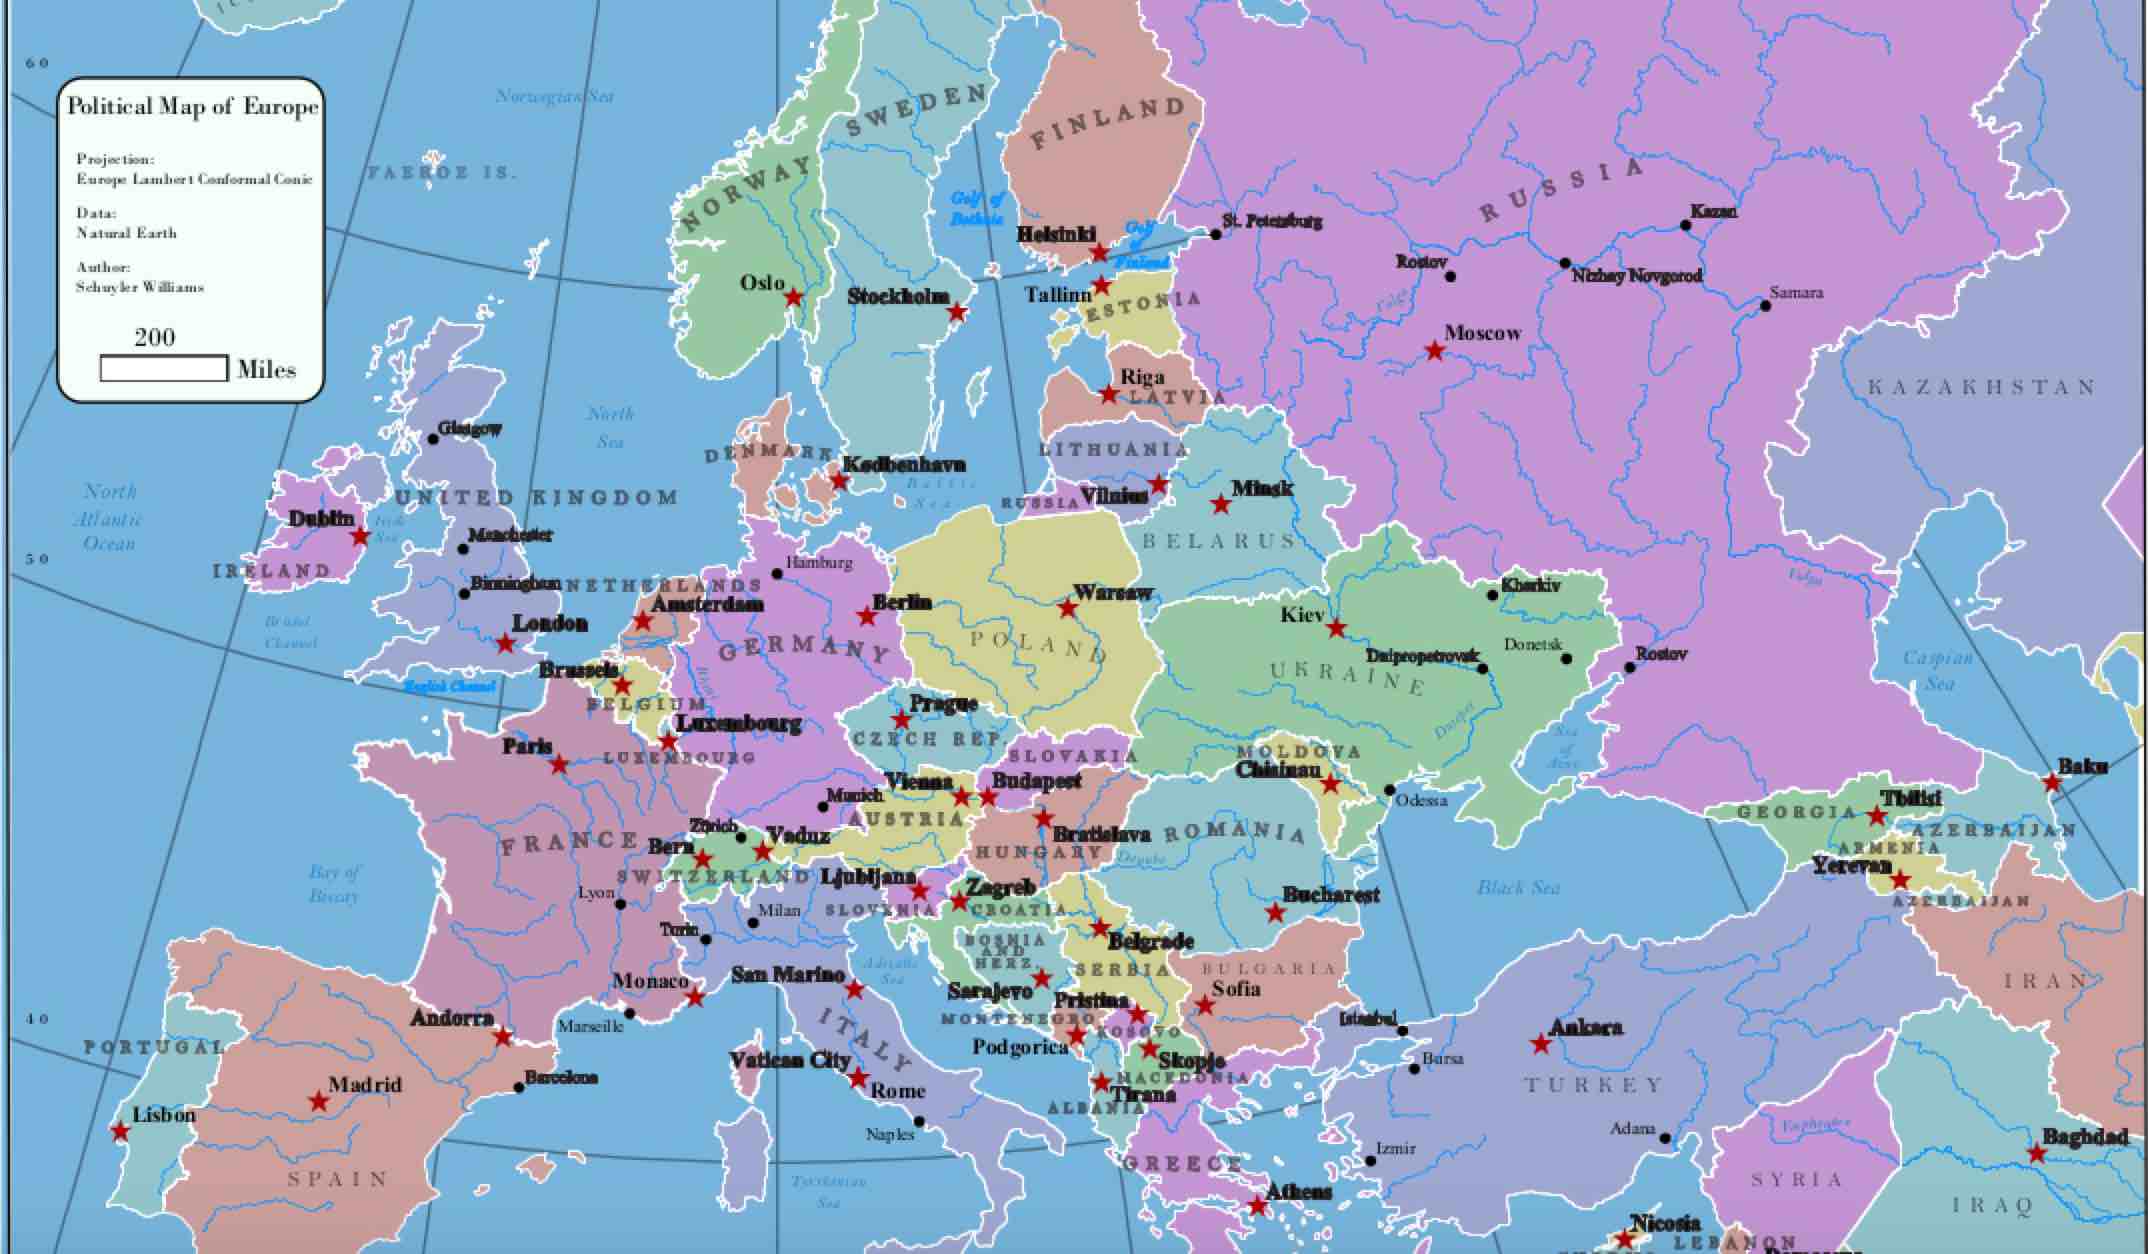 60
Political Map of Europe
Projection:
Europe Lambert Conformal Conic
Data:
Natural Earth
Author:
Schuyler Williams
200
Miles
Norwegian Sea
FAEROE IS.
SWEDEN
FINLAND
NORWAY
RUSSIA
Gulf of
Bothnia
Helsinki
Gulf
of
Finland
St. Petersburg
Kazan
Rostov
Nizhny Novgorod
Samara
Oslo
Stockholm
Tallinn
ESTONIA
Volga
Moscow
KAZAKHSTAN
Riga
LATVIA
North
Sea
Glasgow
DENMARK
Kødbenhavn
LITHUANIA
Baltic
Sea
RUSSIA
Vilnius
Minsk
BELARUS
North
Atlantic
Ocean
UNITED KINGDOM
Dublin
Irish
Sea
IRELAND
Manchester
Birmingham
London
50
Bristol
Channel
English Channel
NETHERLANDS
Amsterdam
Hamburg
Berlin
GERMANY
Warsaw
POLAND
Kharkiv
Kiev
Donetsk
Dnipropetrovsk
Rostov
UKRAINE
Dnieper
Volga
Caspian
Sea
Sea
of
Azov
Brussels
BELGIUM
Luxembourg
LUXEMBOURG
Paris
Prague
CZECH REP.
SLOVAKIA
MOLDOVA
Chisinau
Odessa
Baku
Vienna
Budapest
Munich
AUSTRIA
Bratislava
HUNGARY
ROMANIA
Danube
GEORGIA
Tbilisi
AZERBAIJAN
ARMENIA
Yerevan
AZERBAIJAN
FRANCE
Zürich
Bern
Vaduz
SWITZERLAND
Ljubljana
SLOVENIA
Zagreb
CROATIA
Bay of
Biscay
Lyon
Milan
Turin
Bucharest
Black Sea
BOSNIA
AND
HERZ.
Belgrade
SERBIA
Sarajevo
BULGARIA
Sofia
Pristina
MONTENEGRO
KOSOVO
Podgorica
Skopje
MACEDONIA
Tirana
ALBANIA
Monaco
San Marino
Adriatic
Sea
ITALY
Vatican City
Rome
Naples
40
Andorra
Marseille
PORTUGAL
Madrid
Barcelona
Lisbon
SPAIN
Tyrrhenian
Sea
GREECE
Athens
Istanbul
Bursa
Ankara
TURKEY
Izmir
Adana
Euphrates
SYRIA
IRAN
Baghdad
IRAQ
Nicosia
LEBANON